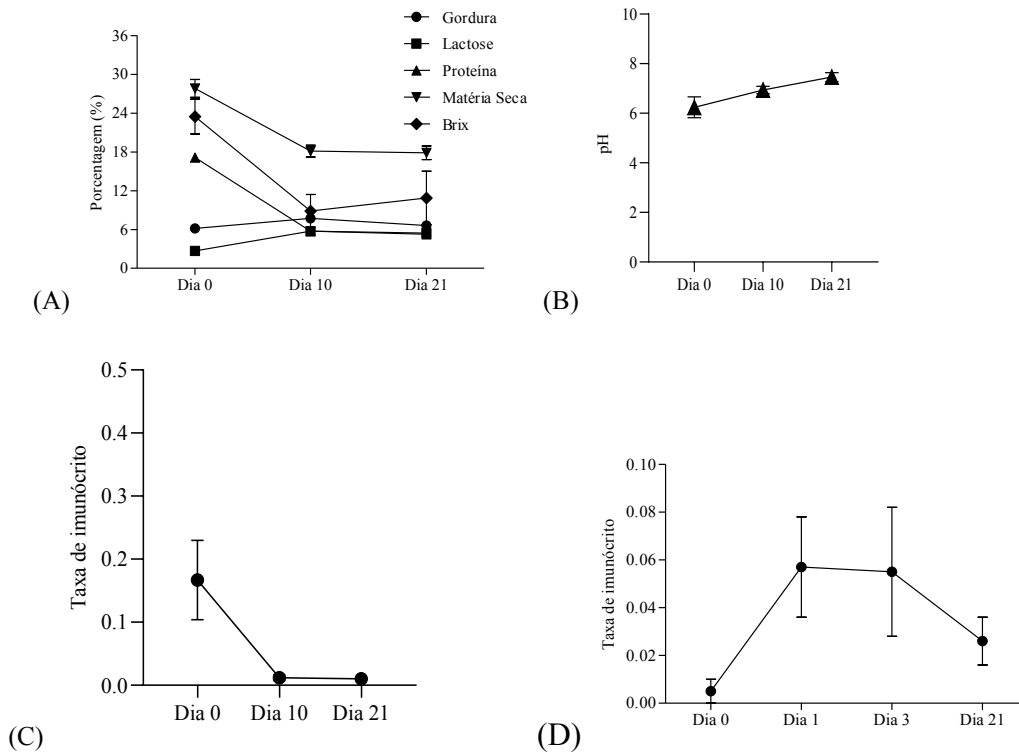 Gordura
Lactose
Proteína
Matéria Seca
Brix
Porcentagem (%)
36
30
24
18
12
6
0
Dia 0 Dia 10 Dia 21
(A)
pH
10
8
6
4
2
0
Dia 0 Dia 10 Dia 21
(B)
Taxa de imunócrito
0.5
0.4
0.3
0.2
0.1
0.0
Dia 0 Dia 10 Dia 21
(C)
Taxa de imunócrito
0.10
0.08
0.06
0.04
0.02
0.00
Dia 0 Dia 1 Dia 3 Dia 21
(D)